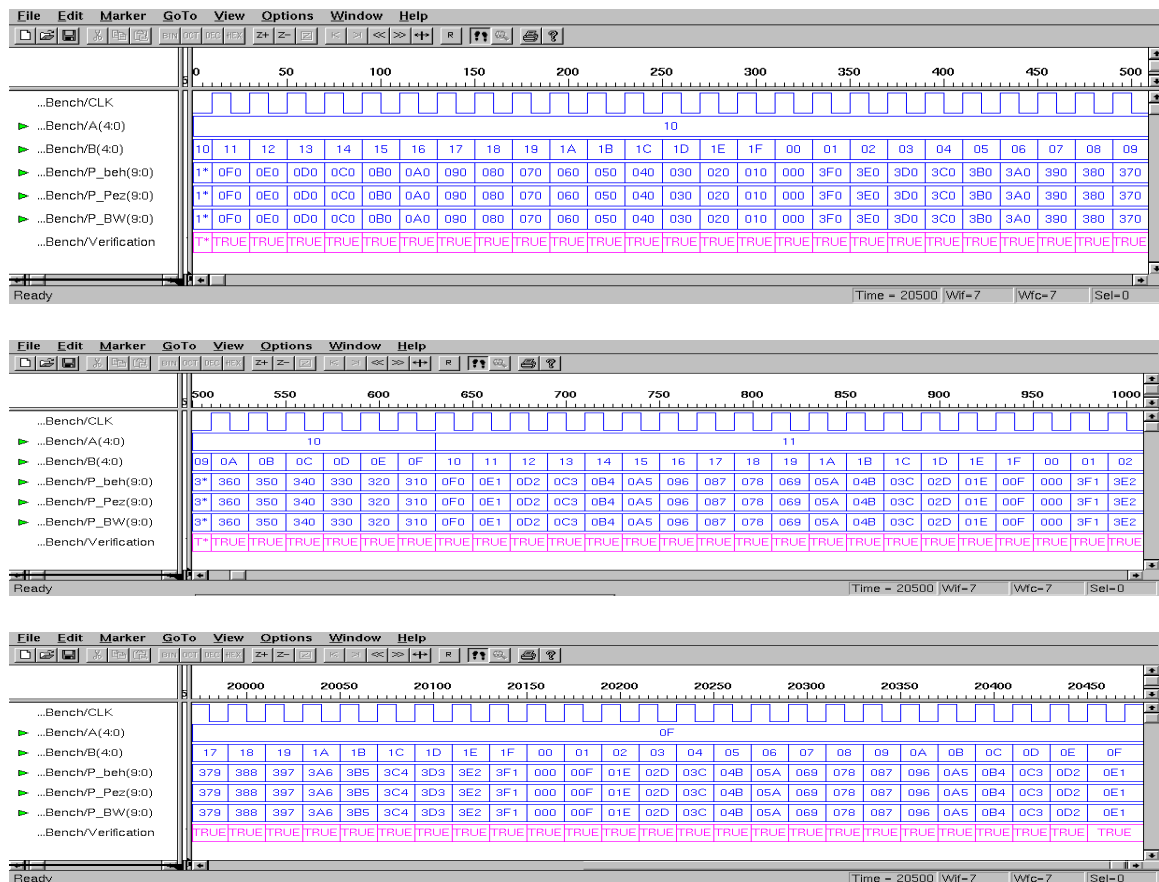 File Edit Marker GoTo View Options Window Help
BIN OCT DEC HEX Z+ Z- R
0 50 100 150 200 250 300 350 400 450 500
...Bench/CLK
...Bench/A(4:0) 10
...Bench/B(4:0) 10 11 12 13 14 15 16 17 18 19 1A 1B 1C 1D 1E 1F 00 01 02 03 04 05 06 07 08 09
...Bench/P_beh(9:0) 1* 0F0 0E0 0D0 0C0 0B0 0A0 090 080 070 060 050 040 030 020 010 000 3F0 3E0 3D0 3C0 3B0 3A0 390 380 370
...Bench/P_Pez(9:0) 1* 0F0 0E0 0D0 0C0 0B0 0A0 090 080 070 060 050 040 030 020 010 000 3F0 3E0 3D0 3C0 3B0 3A0 390 380 370
...Bench/P_BW(9:0) 1* 0F0 0E0 0D0 0C0 0B0 0A0 090 080 070 060 050 040 030 020 010 000 3F0 3E0 3D0 3C0 3B0 3A0 390 380 370
...Bench/Verification T* TRUE TRUE TRUE TRUE TRUE TRUE TRUE TRUE TRUE TRUE TRUE TRUE TRUE TRUE TRUE TRUE TRUE TRUE TRUE TRUE TRUE TRUE TRUE TRUE TRUE
Ready Time = 20500 Wif=7 Wfc=7 Sel=0
File Edit Marker GoTo View Options Window Help
BIN OCT DEC HEX Z+ Z- R
500 550 600 650 700 750 800 850 900 950 1000
...Bench/CLK
...Bench/A(4:0) 10 11
...Bench/B(4:0) 09 0A 0B 0C 0D 0E 0F 10 11 12 13 14 15 16 17 18 19 1A 1B 1C 1D 1E 1F 00 01 02
...Bench/P_beh(9:0) 3* 360 350 340 330 320 310 0F0 0E1 0D2 0C3 0B4 0A5 096 087 078 069 05A 04B 03C 02D 01E 00F 000 3F1 3E2
...Bench/P_Pez(9:0) 3* 360 350 340 330 320 310 0F0 0E1 0D2 0C3 0B4 0A5 096 087 078 069 05A 04B 03C 02D 01E 00F 000 3F1 3E2
...Bench/P_BW(9:0) 3* 360 350 340 330 320 310 0F0 0E1 0D2 0C3 0B4 0A5 096 087 078 069 05A 04B 03C 02D 01E 00F 000 3F1 3E2
...Bench/Verification T* TRUE TRUE TRUE TRUE TRUE TRUE TRUE TRUE TRUE TRUE TRUE TRUE TRUE TRUE TRUE TRUE TRUE TRUE TRUE TRUE TRUE TRUE TRUE TRUE TRUE
Ready Time = 20500 Wif=7 Wfc=7 Sel=0
File Edit Marker GoTo View Options Window Help
BIN OCT DEC HEX Z+ Z- R
20000 20050 20100 20150 20200 20250 20300 20350 20400 20450
...Bench/CLK
...Bench/A(4:0) 0F
...Bench/B(4:0) 17 18 19 1A 1B 1C 1D 1E 1F 00 01 02 03 04 05 06 07 08 09 0A 0B 0C 0D 0E 0F
...Bench/P_beh(9:0) 379 388 397 3A6 3B5 3C4 3D3 3E2 3F1 000 00F 01E 02D 03C 04B 05A 069 078 087 096 0A5 0B4 0C3 0D2 0E1
...Bench/P_Pez(9:0) 379 388 397 3A6 3B5 3C4 3D3 3E2 3F1 000 00F 01E 02D 03C 04B 05A 069 078 087 096 0A5 0B4 0C3 0D2 0E1
...Bench/P_BW(9:0) 379 388 397 3A6 3B5 3C4 3D3 3E2 3F1 000 00F 01E 02D 03C 04B 05A 069 078 087 096 0A5 0B4 0C3 0D2 0E1
...Bench/Verification TRUE TRUE TRUE TRUE TRUE TRUE TRUE TRUE TRUE TRUE TRUE TRUE TRUE TRUE TRUE TRUE TRUE TRUE TRUE TRUE TRUE TRUE TRUE TRUE TRUE
Ready Time = 20500 Wif=7 Wfc=7 Sel=0